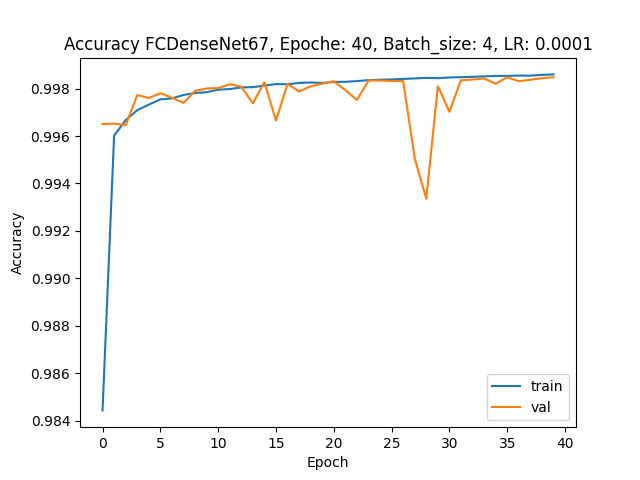 Accuracy FCDenseNet67, Epoche: 40, Batch_size: 4, LR: 0.0001
0.998
0.996
0.994
0.992
0.990
0.988
0.986
0.984
Accuracy
0 5 10 15 20 25 30 35 40
Epoch
train
val